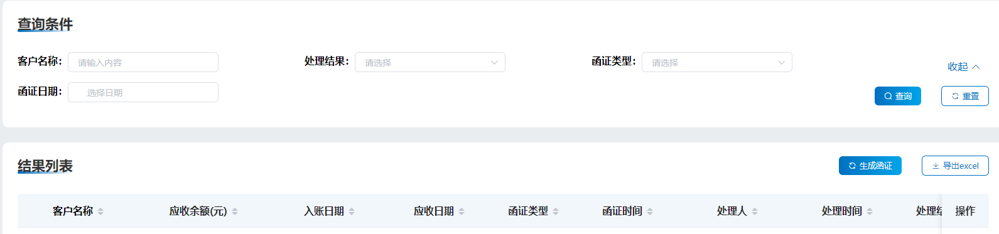 查询条件
客户名称： 请输入内容 处理结果： 请选择 函证类型： 请选择 收起
函证日期： 选择日期 查询 重置
结果列表 生成函证 导出excel
客户名称 应收余额(元) 入账日期 应收日期 函证类型 函证时间 处理人 处理时间 处理 操作